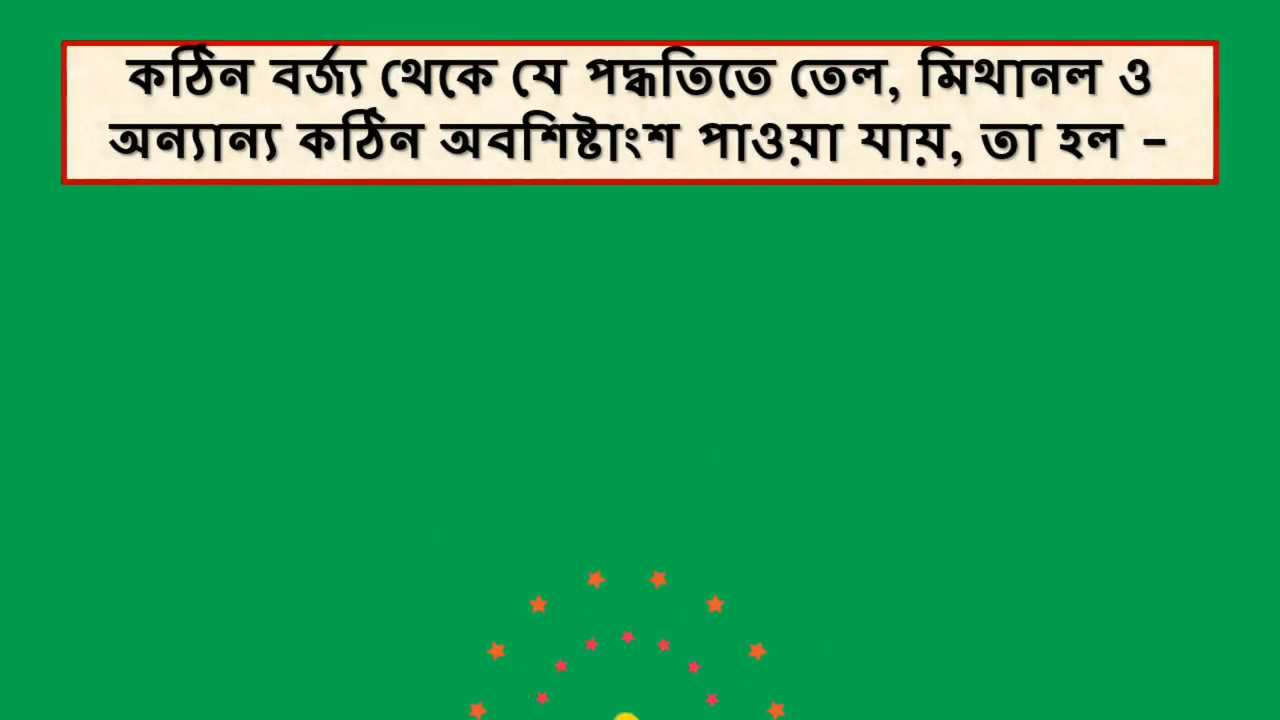 কঠিন বর্জ্য থেকে যে পদ্ধতিতে তেল, মিথানল ও
অন্যান্য কঠিন অবশিষ্টাংশ পাওয়া যায়, তা হল –